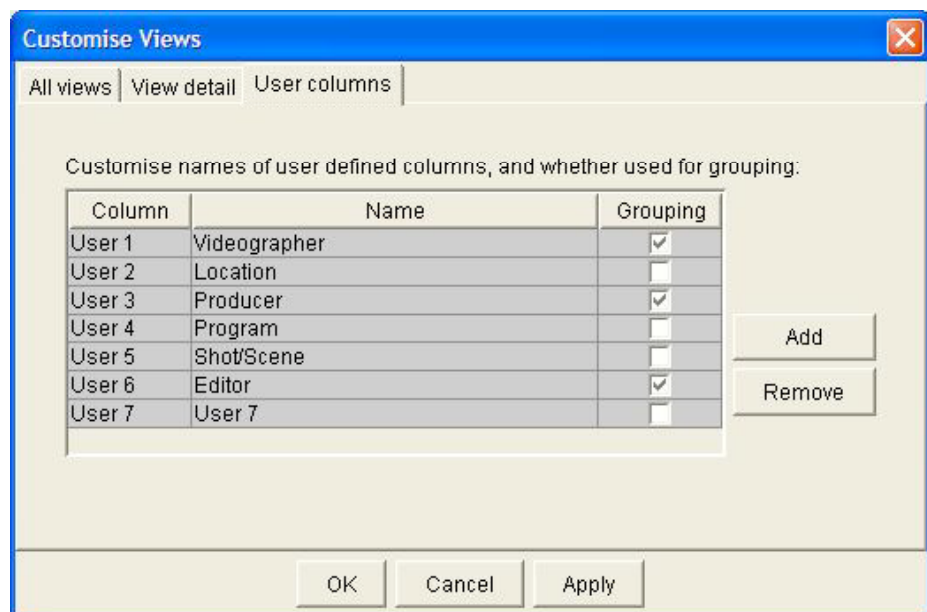 Customise Views
All views View detail User columns
Customise names of user defined columns, and whether used for grouping:
Column Name Grouping
User 1 Videographer
User 2 Location
User 3 Producer
User 4 Program
User 5 Shot/Scene
User 6 Editor
User 7 User 7
Add
Remove
OK Cancel Apply